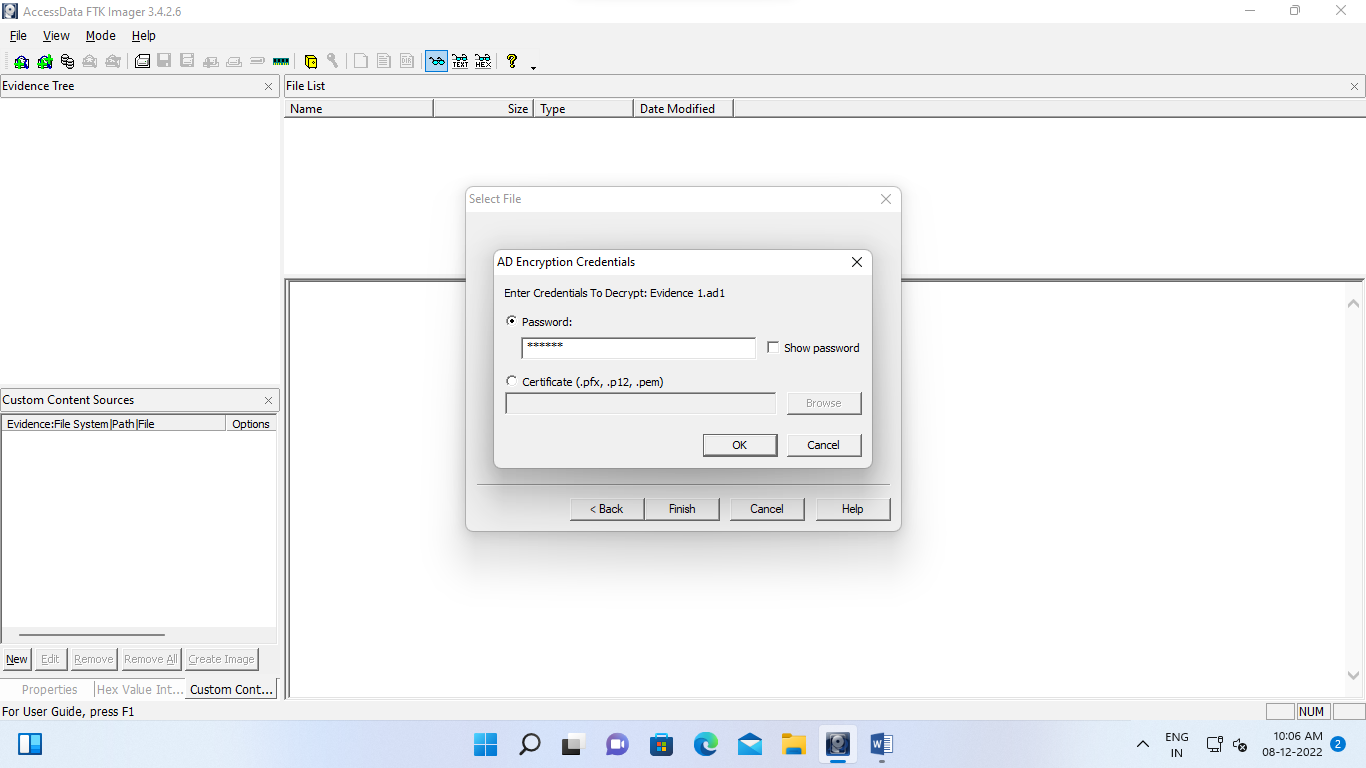 AccessData FTK Imager 3.4.2.6
File View Mode Help
TEXT HEX DIR ?
Evidence Tree
File List
Name Size Type Date Modified
Select File
AD Encryption Credentials
Enter Credentials To Decrypt: Evidence 1.ad1
Password:
****** Show password
Certificate (.pfx, .p12, .pem)
Browse
OK Cancel
< Back Finish Cancel Help
Custom Content Sources
Evidence:File System|Path|File Options
New Edit Remove Remove All Create Image
Properties Hex Value Int... Custom Cont...
For User Guide, press F1
NUM
ENG
IN
10:06 AM
08-12-2022
2